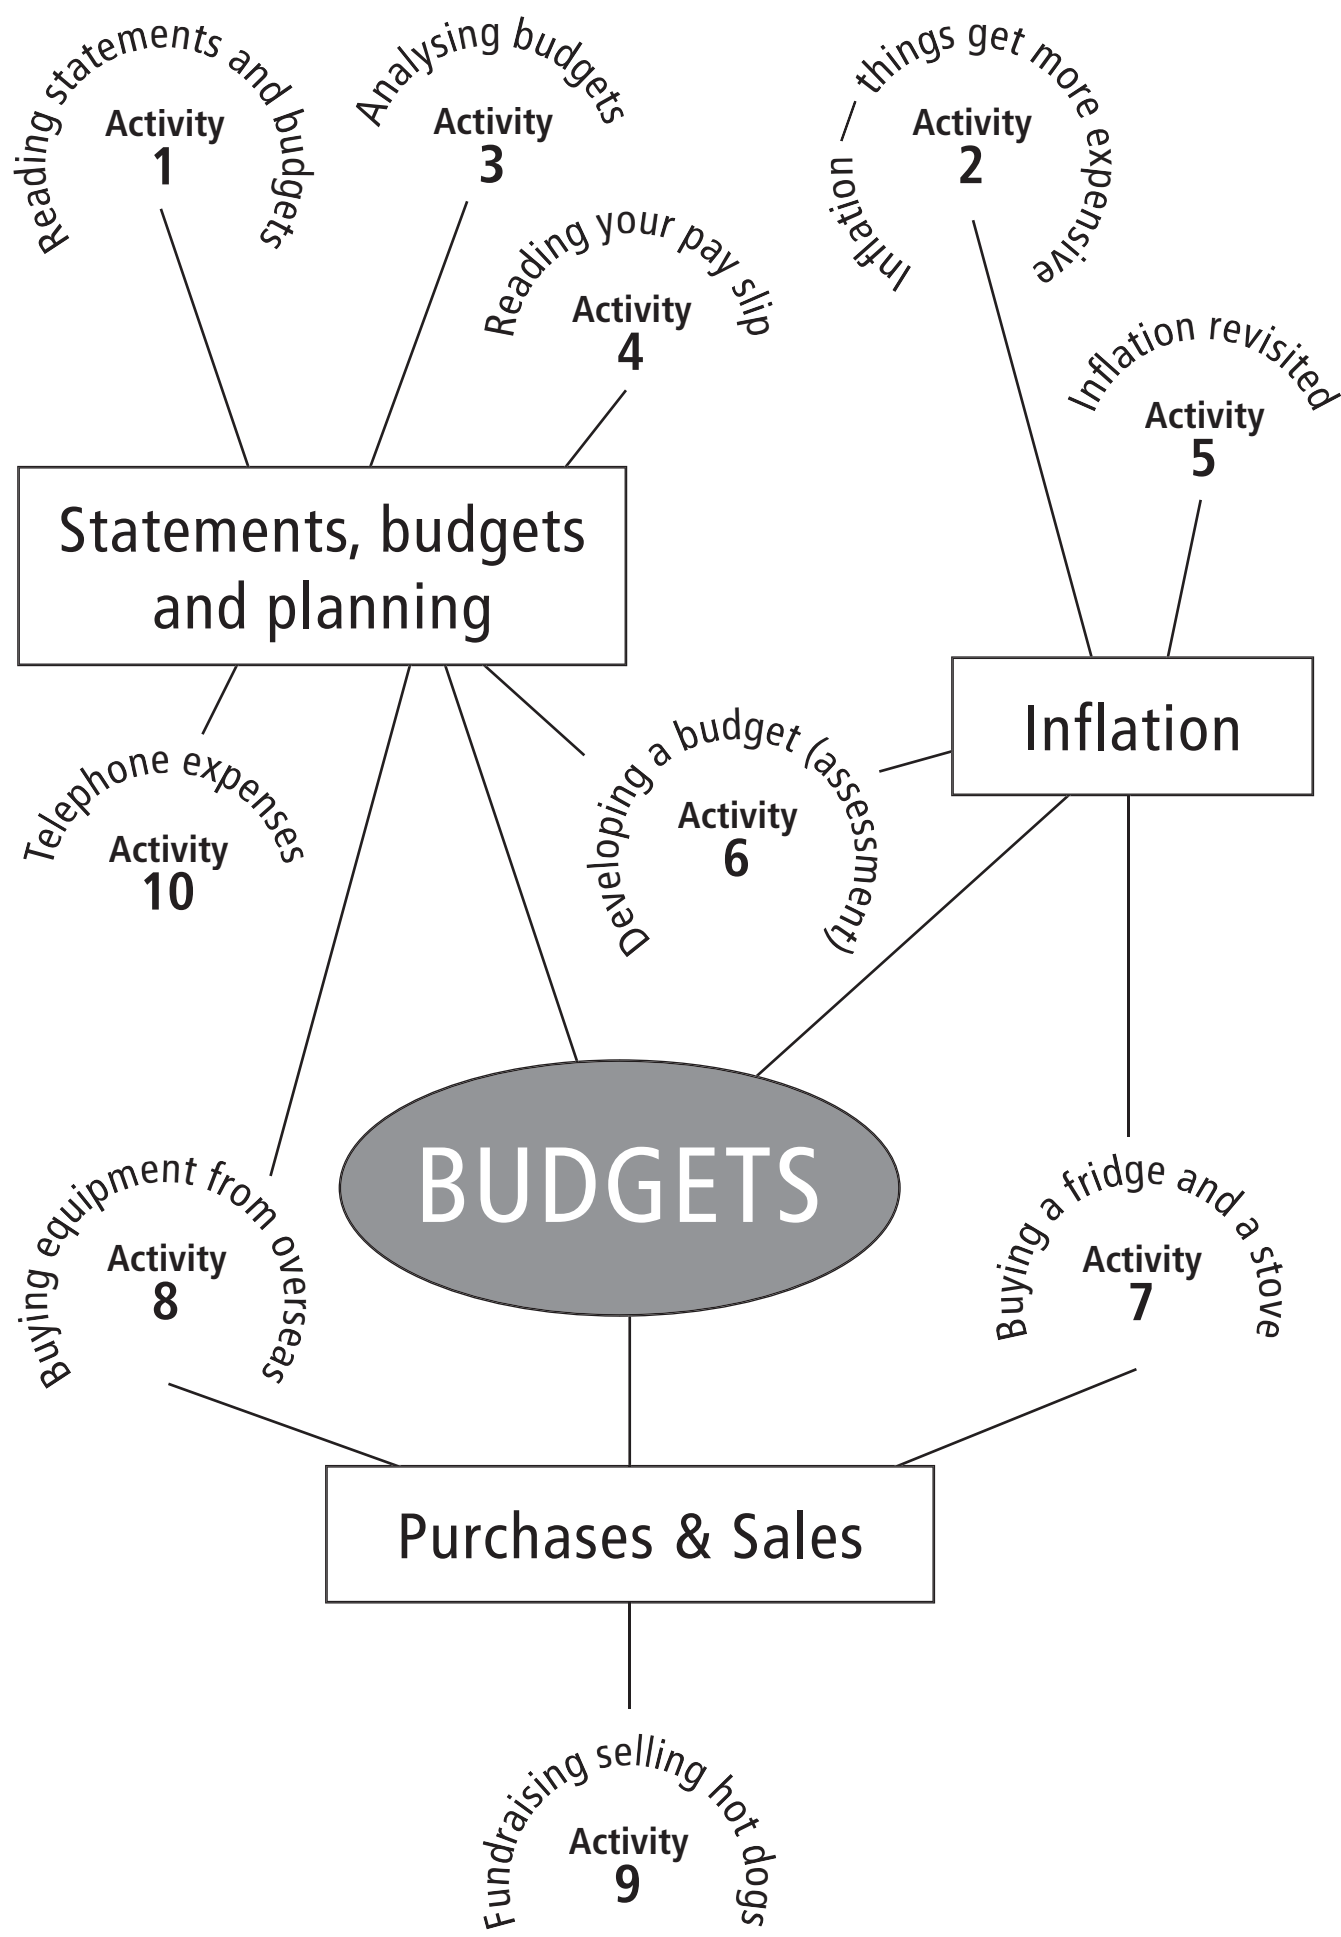 Reading statements and budgets
Activity
1
Analysing budgets
Activity
3
Inflation — things get more expensive
Activity
2
Reading your pay slip
Activity
4
Inflation revisited
Activity
5
Statements, budgets
and planning
Inflation
Telephone expenses
Activity
10
Developing a budget (assessment)
Activity
6
BUDGETS
Buying equipment from overseas
Activity
8
Buying a fridge and a stove
Activity
7
Purchases & Sales
Fundraising selling hot dogs
Activity
9